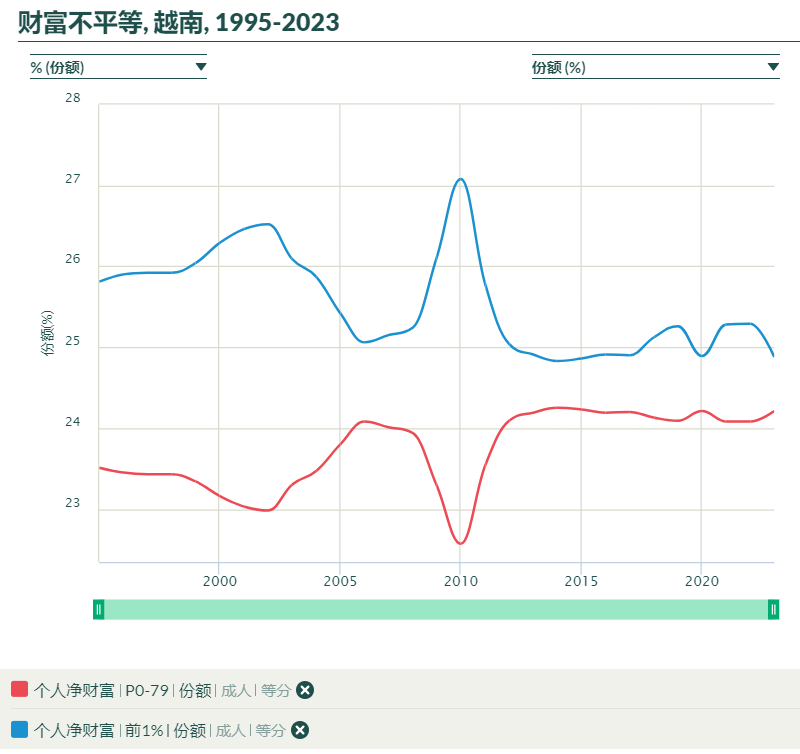 财富不平等, 越南, 1995-2023
% (份额)
份额 (%)
28
27
26
25
24
23
份额(%)
2000 2005 2010 2015 2020
个人净财富 | P0-79 | 份额 | 成人 | 等分
个人净财富 | 前1% | 份额 | 成人 | 等分